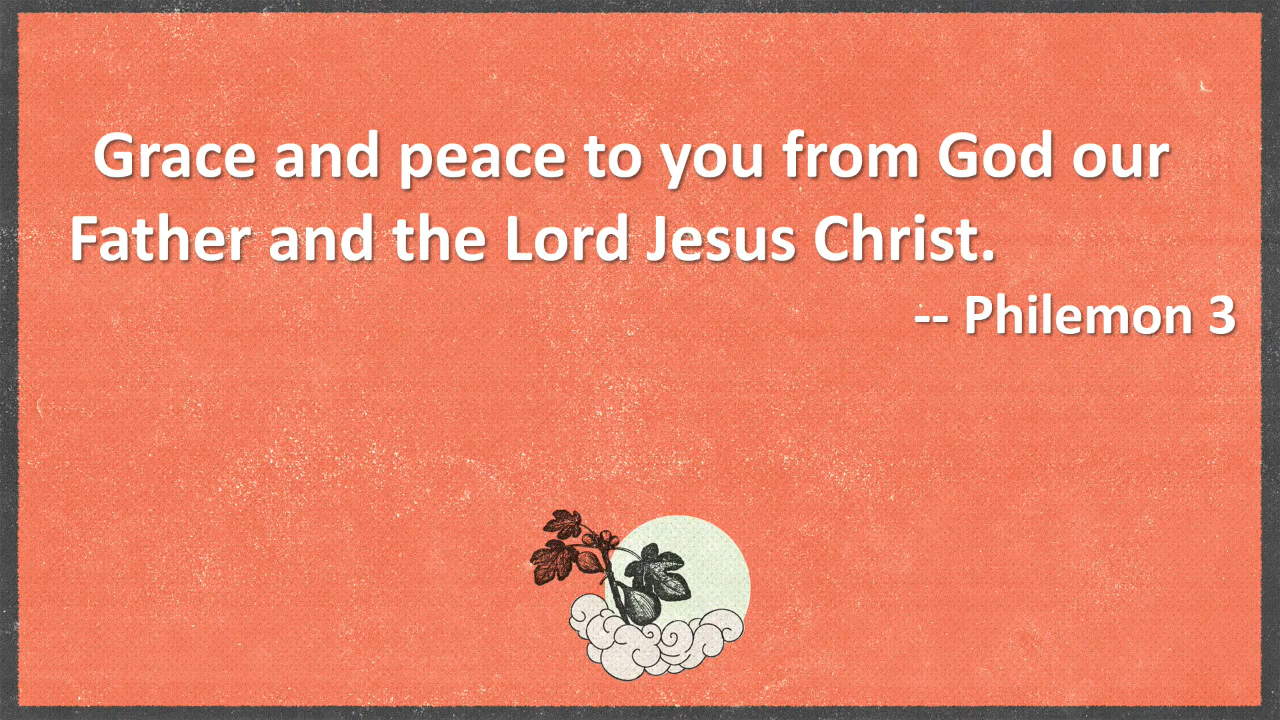 Grace and peace to you from God our
Father and the Lord Jesus Christ.
-- Philemon 3